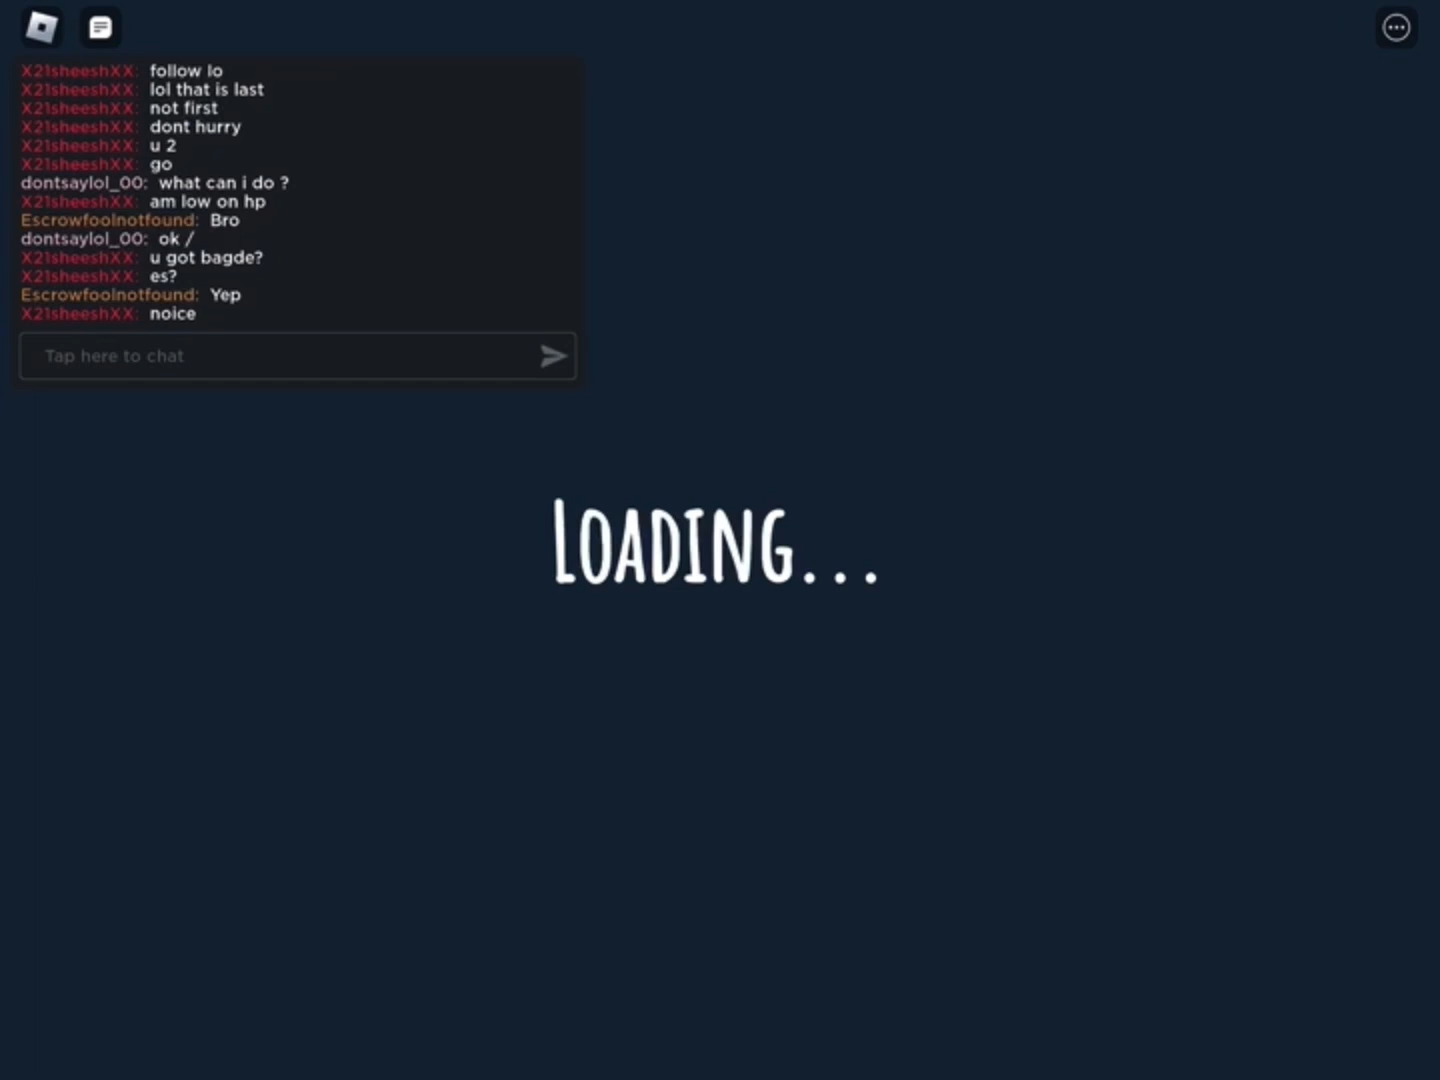 X21sheeshXX: follow lo
X21sheeshXX: lol that is last
X21sheeshXX: not first
X21sheeshXX: dont hurry
X21sheeshXX: u 2
X21sheeshXX: go
dontsaylol_00: what can i do ?
X21sheeshXX: am low on hp
Escrowfoolnotfound: Bro
dontsaylol_00: ok /
X21sheeshXX: u got bagde?
X21sheeshXX: es?
Escrowfoolnotfound: Yep
X21sheeshXX: noice
Tap here to chat
LOADING...